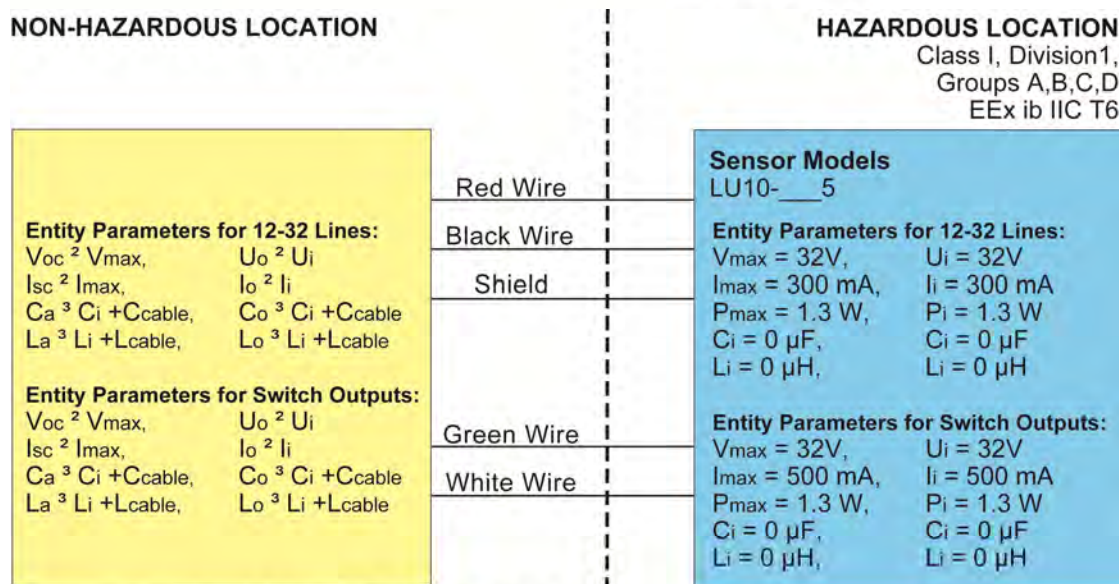 NON-HAZARDOUS LOCATION
HAZARDOUS LOCATION
Class I, Division1,
Groups A,B,C,D
EEx ib IIC T6
Entity Parameters for 12-32 Lines:
Voc ² Vmax, Uo ² Ui
Isc ² Imax, Io ² Ii
Ca ³ Ci +Ccable, Co ³ Ci +Ccable
La ³ Li +Lcable, Lo ³ Li +Lcable
Entity Parameters for Switch Outputs:
Voc ² Vmax, Uo ² Ui
Isc ² Imax, Io ² Ii
Ca ³ Ci +Ccable, Co ³ Ci +Ccable
La ³ Li +Lcable, Lo ³ Li +Lcable
Red Wire
Black Wire
Shield
Green Wire
White Wire
Sensor Models
LU10-___5
Entity Parameters for 12-32 Lines:
Vmax = 32V, Ui = 32V
Imax = 300 mA, Ii = 300 mA
Pmax = 1.3 W, Pi = 1.3 W
Ci = 0 µF, Ci = 0 µF
Li = 0 µH, Li = 0 µH
Entity Parameters for Switch Outputs:
Vmax = 32V, Ui = 32V
Imax = 500 mA, Ii = 500 mA
Pmax = 1.3 W, Pi = 1.3 W
Ci = 0 µF, Ci = 0 µF
Li = 0 µH, Li = 0 µH